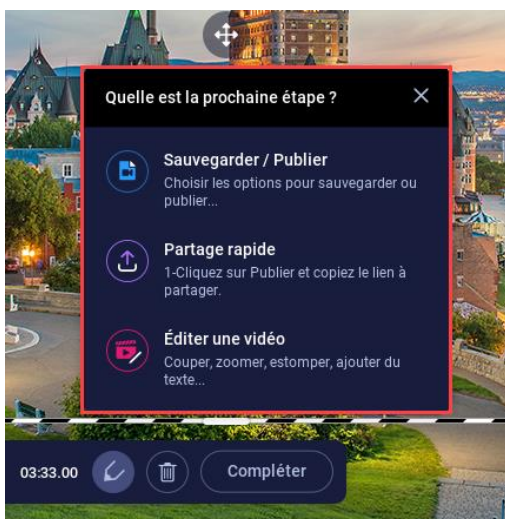 Quelle est la prochaine étape ?
Sauvegarder / Publier
Choisir les options pour sauvegarder ou
publier...
Partage rapide
1-Cliquez sur Publier et copiez le lien à
partager.
Éditer une vidéo
Couper, zoomer, estomper, ajouter du
texte...
03:33.00
Compléter